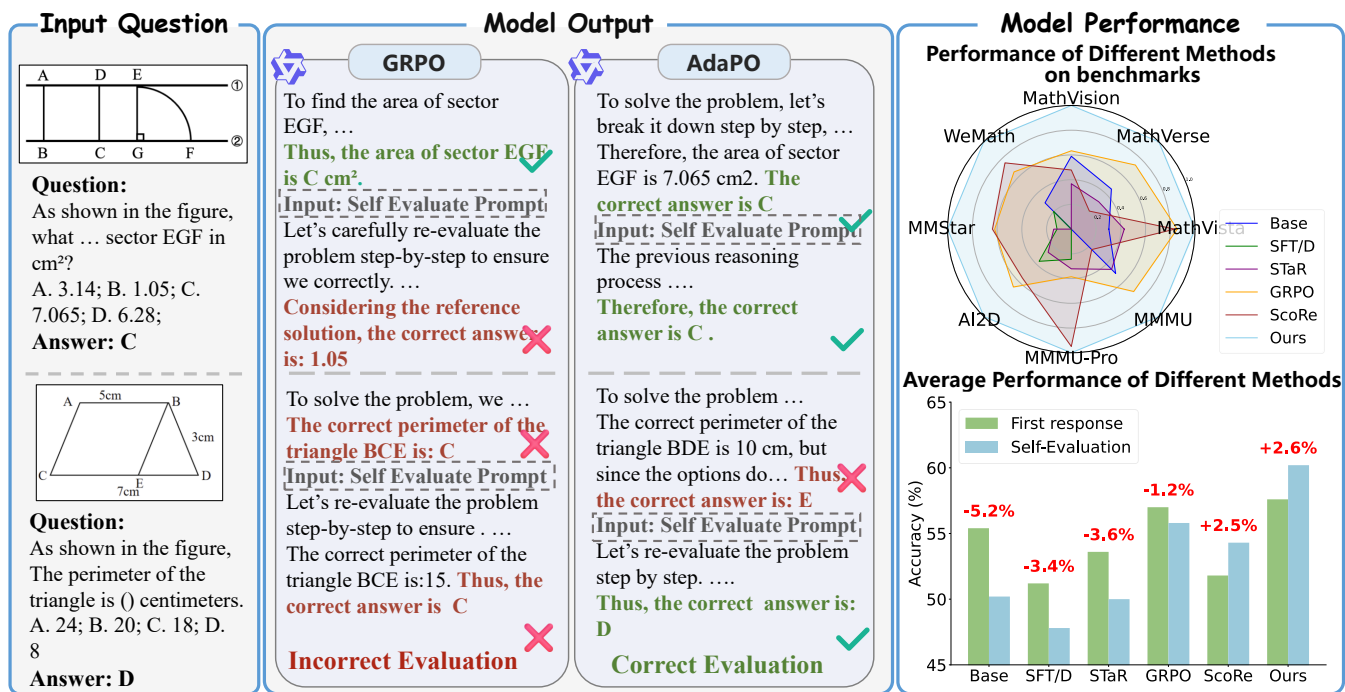 Input Question
A D E ①
B C G F ②
Question:
As shown in the figure,
what … sector EGF in
cm²?
A. 3.14; B. 1.05; C.
7.065; D. 6.28;
Answer: C
5cm
A B
3cm
C E D
7cm
Question:
As shown in the figure,
The perimeter of the
triangle is () centimeters.
A. 24; B. 20; C. 18; D.
8
Answer: D
Model Output
GRPO
To find the area of sector
EGF, …
Thus, the area of sector EGF
is C cm².
Input: Self Evaluate Prompt
Let's carefully re-evaluate the
problem step-by-step to ensure
we correctly. …
Considering the reference
solution, the correct answer
is: 1.05
To solve the problem, we …
The correct perimeter of the
triangle BCE is: C
Input: Self Evaluate Prompt
Let's re-evaluate the problem
step-by-step to ensure . …
The correct perimeter of the
triangle BCE is:15. Thus, the
correct answer is C
Incorrect Evaluation
AdaPO
To solve the problem, let's
break it down step by step, …
Therefore, the area of sector
EGF is 7.065 cm2. The
correct answer is C
Input: Self Evaluate Prompt
The previous reasoning
process ….
Therefore, the correct
answer is C .
To solve the problem …
The correct perimeter of the
triangle BDE is 10 cm, but
since the options do… Thus,
the correct answer is: E
Input: Self Evaluate Prompt
Let's re-evaluate the problem
step by step. ….
Thus, the correct answer is:
D
Correct Evaluation
Model Performance
Performance of Different Methods
on benchmarks
MathVision
WeMath
MathVerse
MMStar
MathVista
AI2D
MMMU
MMMU-Pro
0.2
0.4
0.6
0.8
1.0
Base
SFT/D
STaR
GRPO
ScoRe
Ours
Average Performance of Different Methods
Accuracy (%)
65
60
55
50
45
First response
Self-Evaluation
-5.2%
-3.4%
-3.6%
-1.2%
+2.5%
+2.6%
Base SFT/D STaR GRPO ScoRe Ours